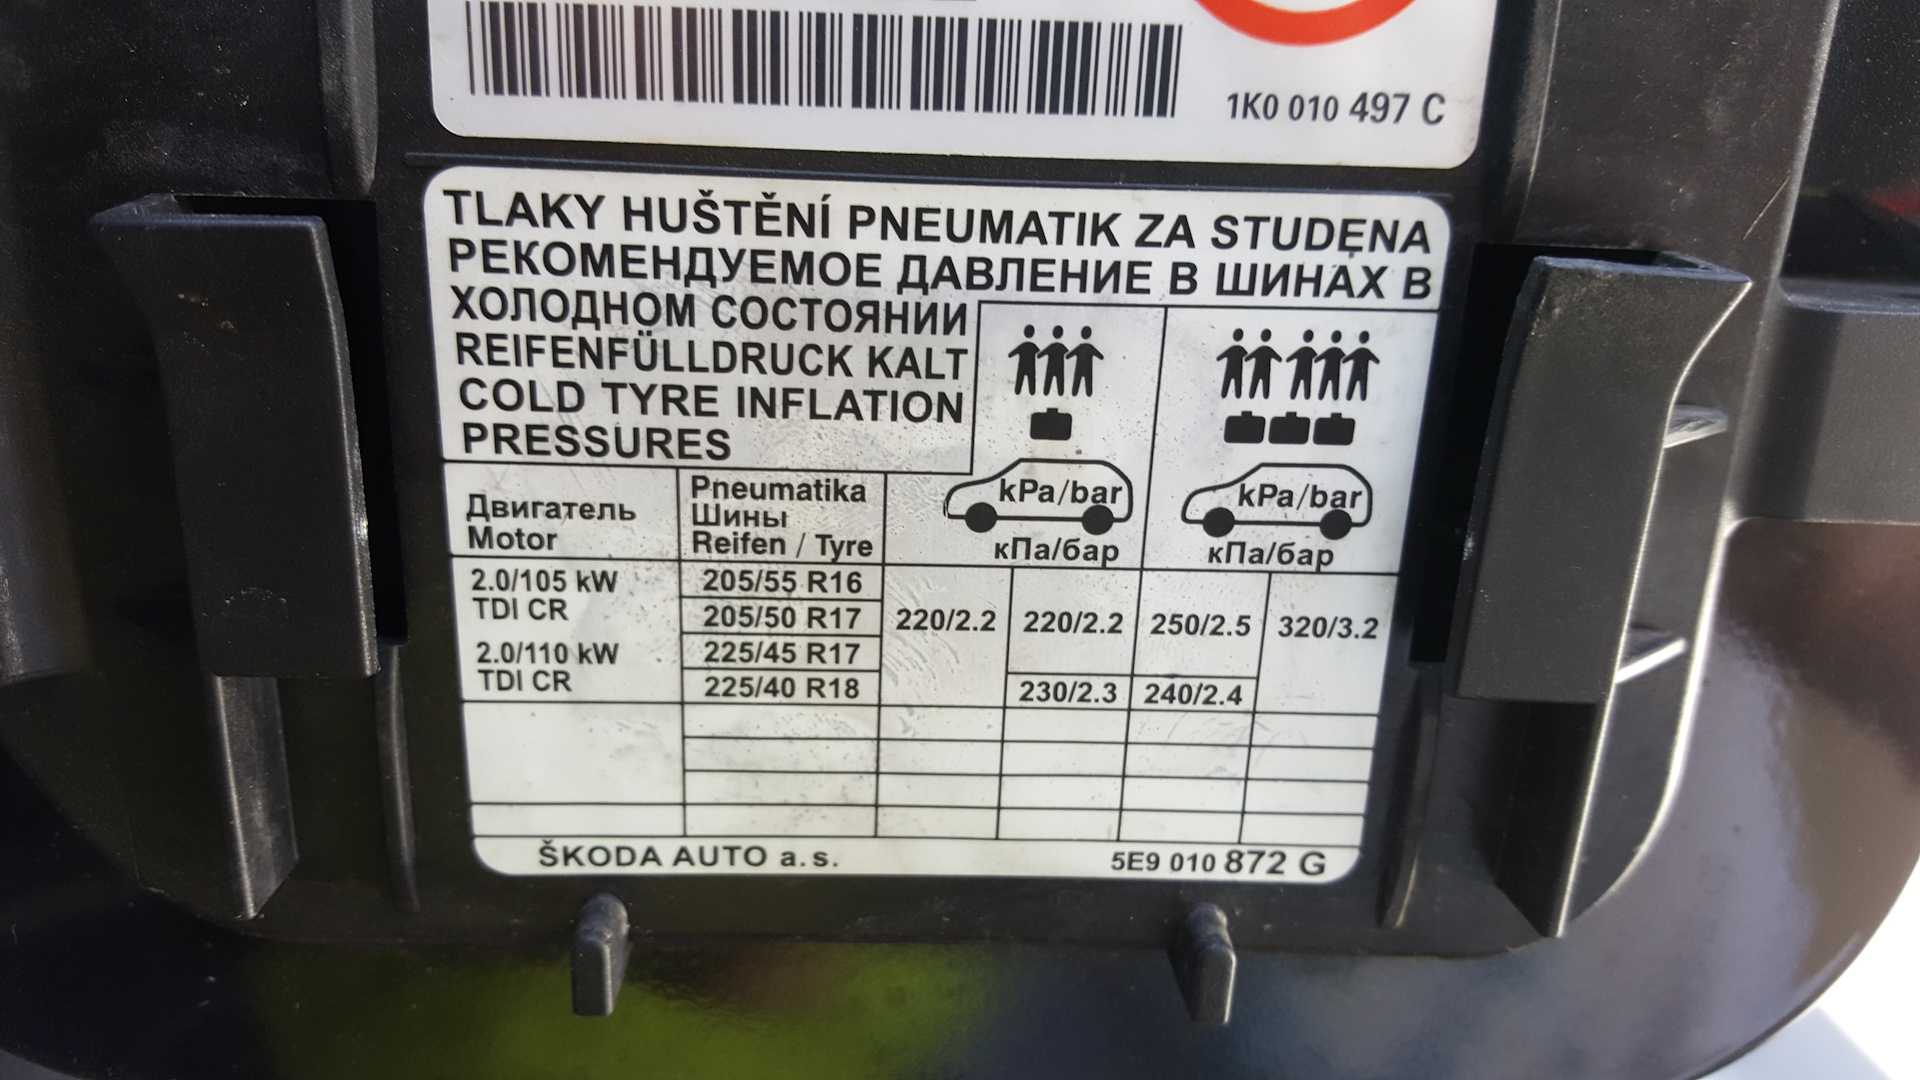 1K0 010 497 C
TLAKY HUŠTĚNÍ PNEUMATIK ZA STUDENA
РЕКОМЕНДУЕМОЕ ДАВЛЕНИЕ В ШИНАХ В
ХОЛОДНОМ СОСТОЯНИИ
REIFENFÜLLDRUCK KALT
COLD TYRE INFLATION
PRESSURES
Двигатель
Motor
Pneumatika
Шины
Reifen / Tyre
kPa/bar
кПа/бар
kPa/bar
кПа/бар
2.0/105 kW
TDI CR
2.0/110 kW
TDI CR
205/55 R16
205/50 R17
225/45 R17
225/40 R18
220/2.2
220/2.2
250/2.5
320/3.2
230/2.3
240/2.4
ŠKODA AUTO a.s.
5E9 010 872 G